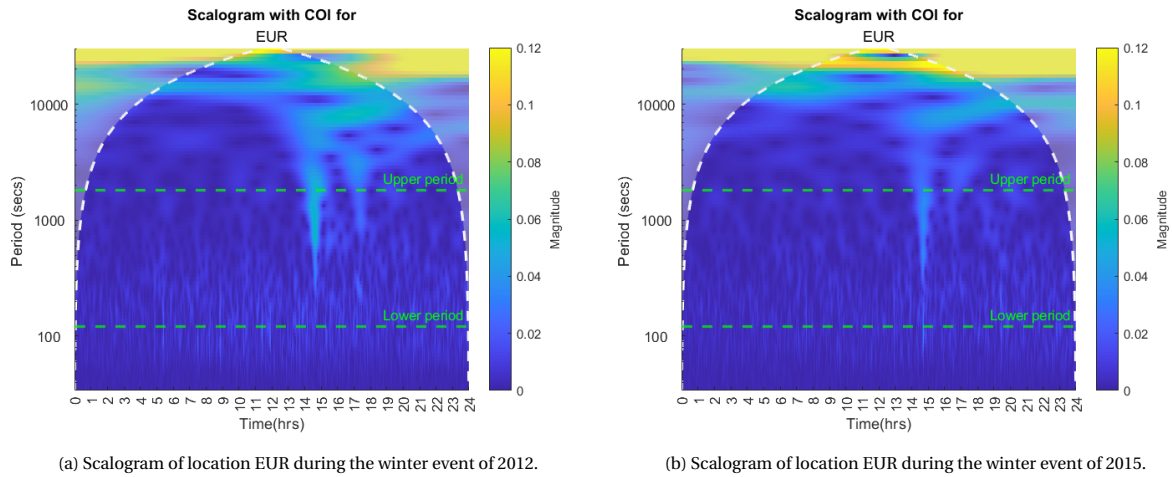 Scalogram with COI for
EUR
Period (secs)
10000
1000
100
Upper period
Lower period
0 1 2 3 4 5 6 7 8 9 10 11 12 13 14 15 16 17 18 19 20 21 22 23 24
Time(hrs)
0.12
0.1
0.08
0.06
0.04
0.02
0
Magnitude
(a) Scalogram of location EUR during the winter event of 2012.
Scalogram with COI for
EUR
Period (secs)
10000
1000
100
Upper period
Lower period
0 1 2 3 4 5 6 7 8 9 10 11 12 13 14 15 16 17 18 19 20 21 22 23 24
Time(hrs)
0.12
0.1
0.08
0.06
0.04
0.02
0
Magnitude
(b) Scalogram of location EUR during the winter event of 2015.